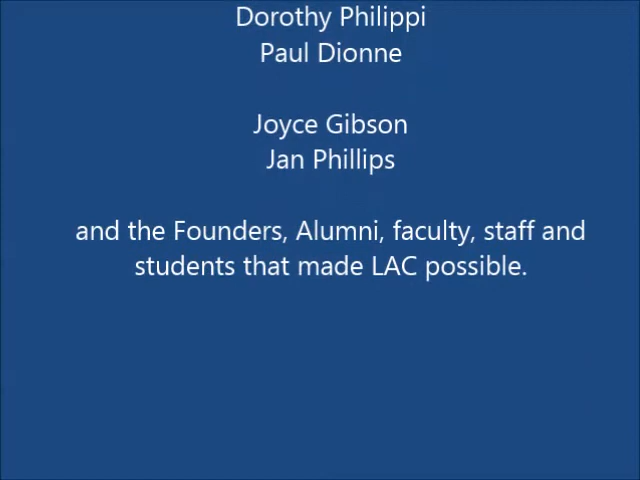 Dorothy Philippi
Paul Dionne
Joyce Gibson
Jan Phillips
and the Founders, Alumni, faculty, staff and
students that made LAC possible.